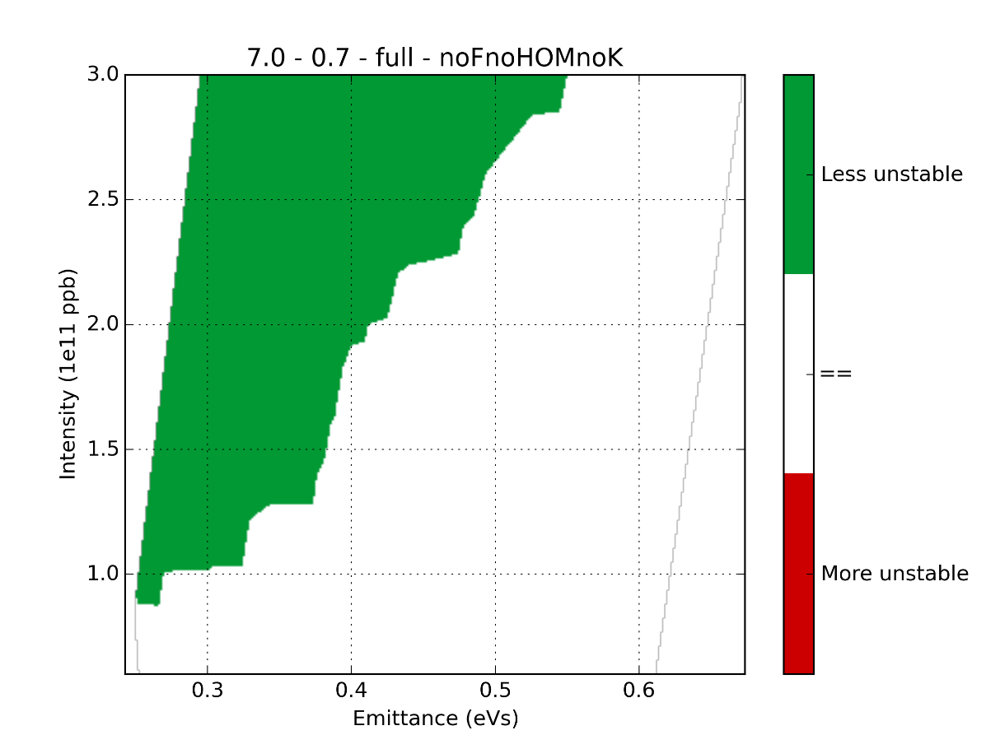 7.0 - 0.7 - full - noFnoHOMnoK
3.0
2.5
2.0
1.5
1.0
Intensity (1e11 ppb)
0.3 0.4 0.5 0.6
Emittance (eVs)
Less unstable
==
More unstable